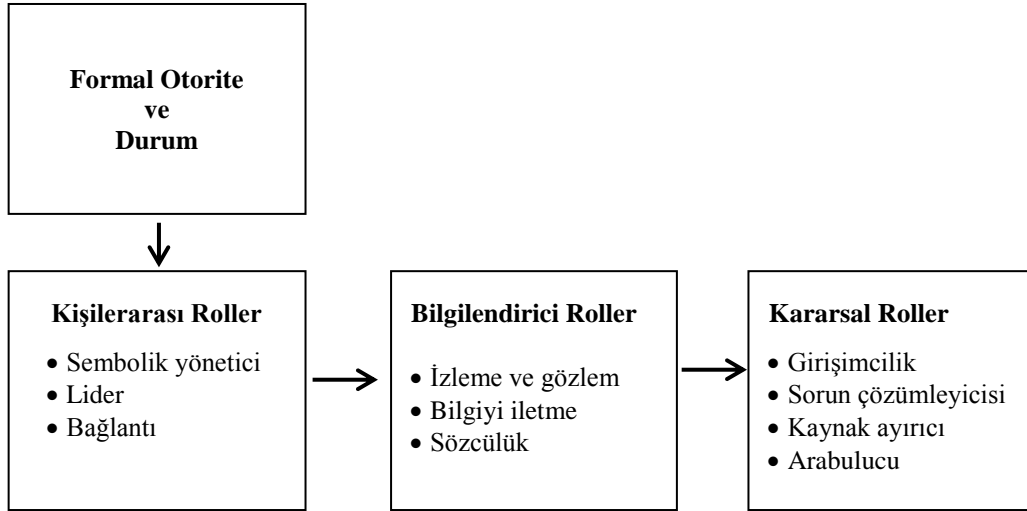 Formal Otorite
ve
Durum
Kişilerarası Roller
• Sembolik yönetici
• Lider
• Bağlantı
Bilgilendirici Roller
• İzleme ve gözlem
• Bilgiyi iletme
• Sözcülük
Kararsal Roller
• Girişimcilik
• Sorun çözümleyicisi
• Kaynak ayırıcı
• Arabulucu